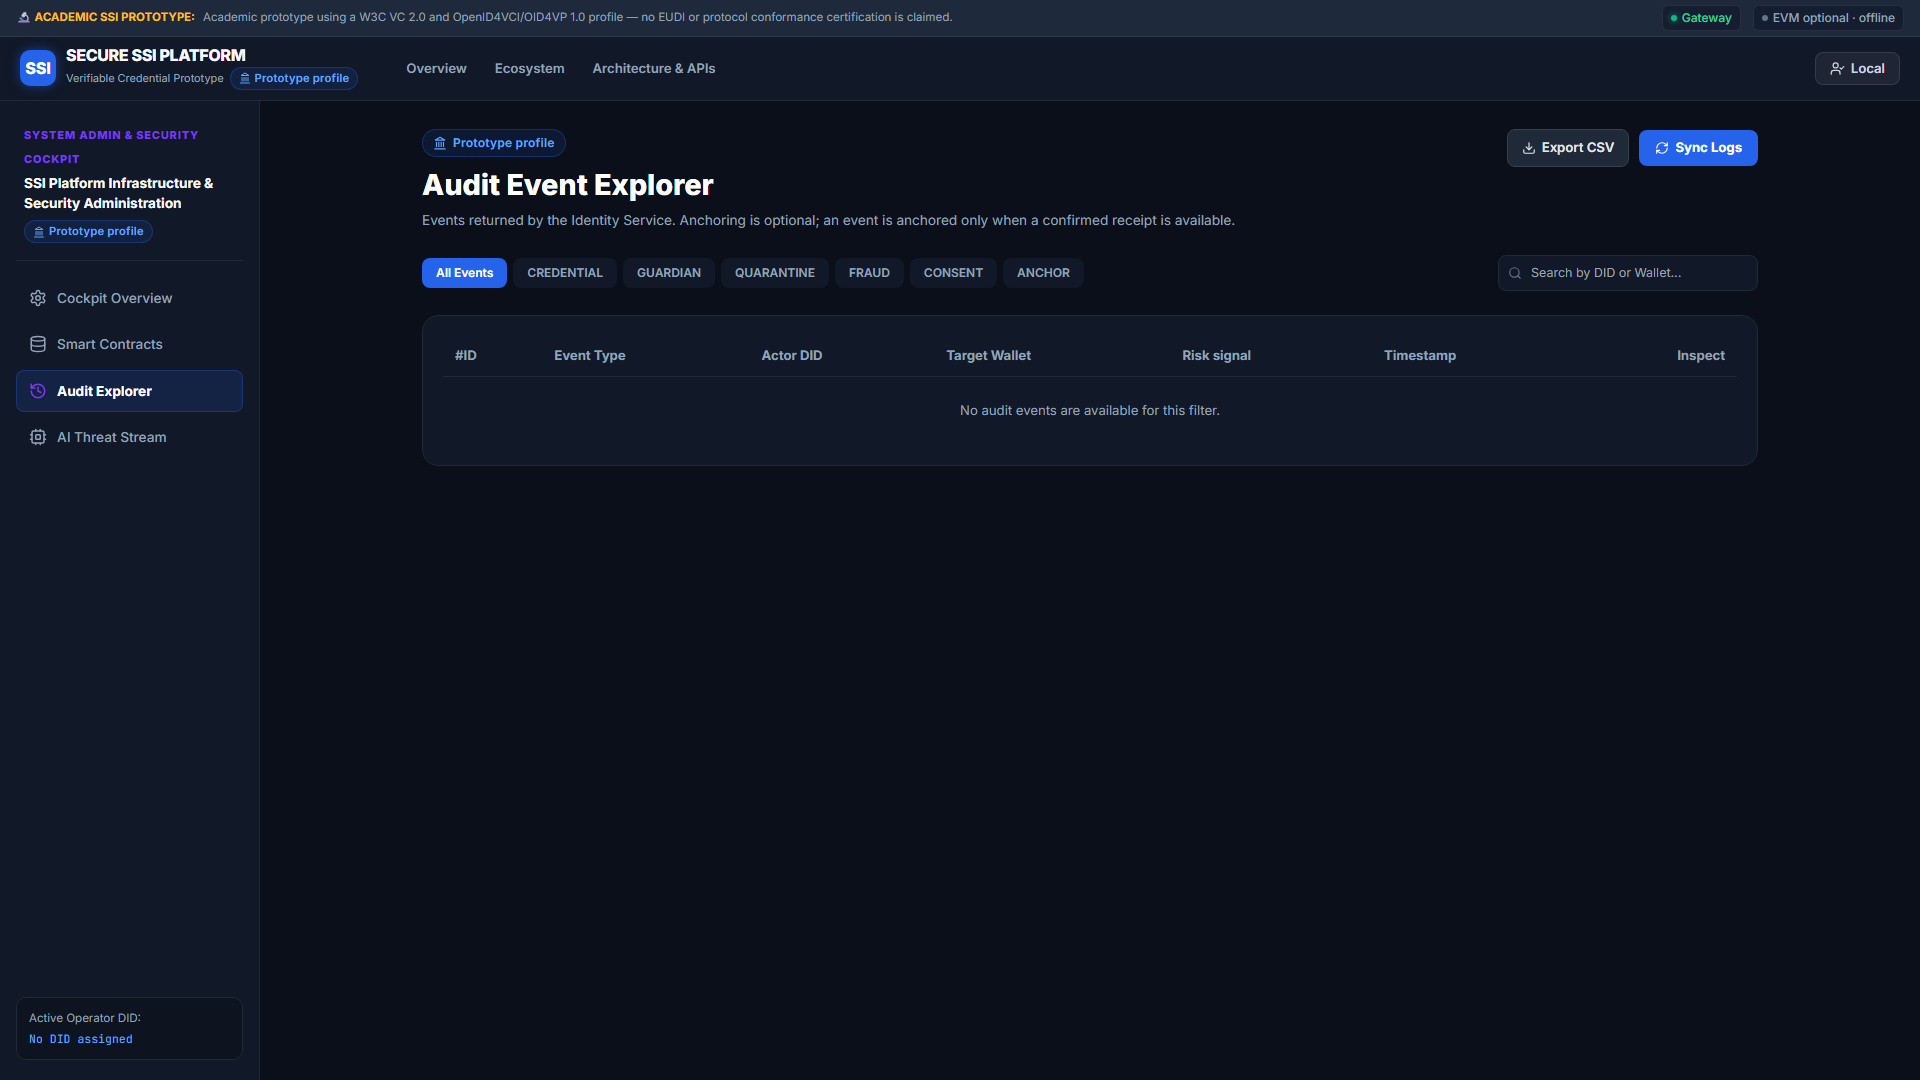 ACADEMIC SSI PROTOTYPE: Academic prototype using a W3C VC 2.0 and OpenID4VCI/OID4VP 1.0 profile — no EUDI or protocol conformance certification is claimed.
Gateway
EVM optional · offline
SSI
SECURE SSI PLATFORM
Verifiable Credential Prototype
Prototype profile
Overview
Ecosystem
Architecture & APIs
Local
SYSTEM ADMIN & SECURITY
COCKPIT
SSI Platform Infrastructure &
Security Administration
Prototype profile
Cockpit Overview
Smart Contracts
Audit Explorer
AI Threat Stream
Active Operator DID:
No DID assigned
Prototype profile
Audit Event Explorer
Events returned by the Identity Service. Anchoring is optional; an event is anchored only when a confirmed receipt is available.
Export CSV
Sync Logs
All Events
CREDENTIAL
GUARDIAN
QUARANTINE
FRAUD
CONSENT
ANCHOR
Search by DID or Wallet...
#ID
Event Type
Actor DID
Target Wallet
Risk signal
Timestamp
Inspect
No audit events are available for this filter.